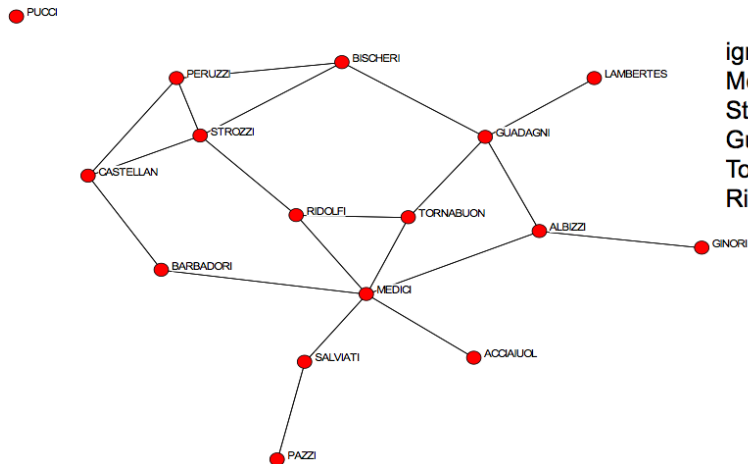 PUCCI
BISCHERI
PERUZZI
LAMBERTES
STROZZI
GUADAGNI
CASTELLAN
RIDOLFI
TORNABUON
ALBIZZI
GINORI
BARBADORI
MEDICI
SALVIATI
ACCIAIUOL
PAZZI